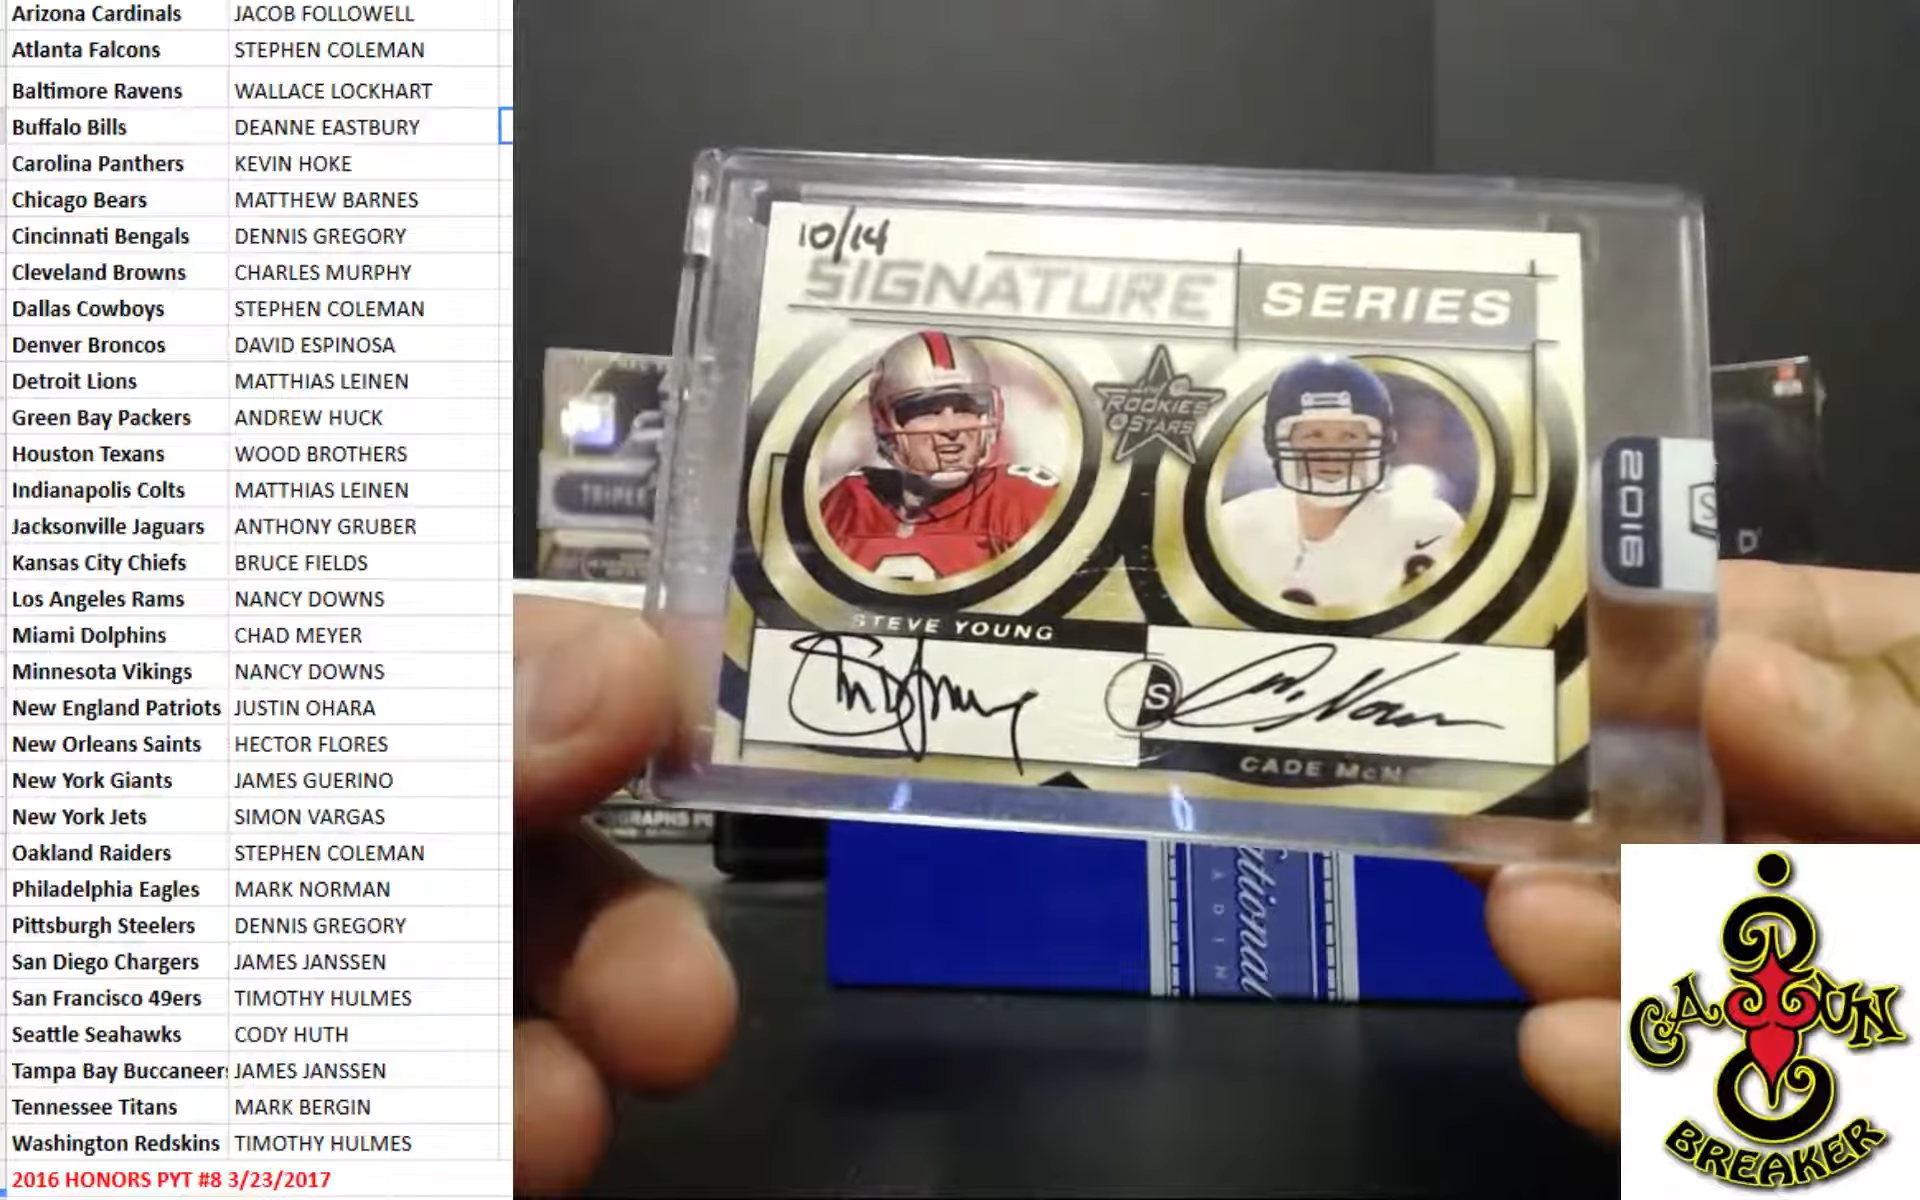 Arizona Cardinals JACOB FOLLOWELL
Atlanta Falcons STEPHEN COLEMAN
Baltimore Ravens WALLACE LOCKHART
Buffalo Bills DEANNE EASTBURY
Carolina Panthers KEVIN HOKE
Chicago Bears MATTHEW BARNES
Cincinnati Bengals DENNIS GREGORY
Cleveland Browns CHARLES MURPHY
Dallas Cowboys STEPHEN COLEMAN
Denver Broncos DAVID ESPINOSA
Detroit Lions MATTHIAS LEINEN
Green Bay Packers ANDREW HUCK
Houston Texans WOOD BROTHERS
Indianapolis Colts MATTHIAS LEINEN
Jacksonville Jaguars ANTHONY GRUBER
Kansas City Chiefs BRUCE FIELDS
Los Angeles Rams NANCY DOWNS
Miami Dolphins CHAD MEYER
Minnesota Vikings NANCY DOWNS
New England Patriots JUSTIN OHARA
New Orleans Saints HECTOR FLORES
New York Giants JAMES GUERINO
New York Jets SIMON VARGAS
Oakland Raiders STEPHEN COLEMAN
Philadelphia Eagles MARK NORMAN
Pittsburgh Steelers DENNIS GREGORY
San Diego Chargers JAMES JANSSEN
San Francisco 49ers TIMOTHY HULMES
Seattle Seahawks CODY HUTH
Tampa Bay Buccaneers JAMES JANSSEN
Tennessee Titans MARK BERGIN
Washington Redskins TIMOTHY HULMES
2016 HONORS PYT #8 3/23/2017
10/14
SIGNATURE SERIES
ROOKIES
& STARS
STEVE YOUNG
CADE McN
2016
CAJUN
BREAKER